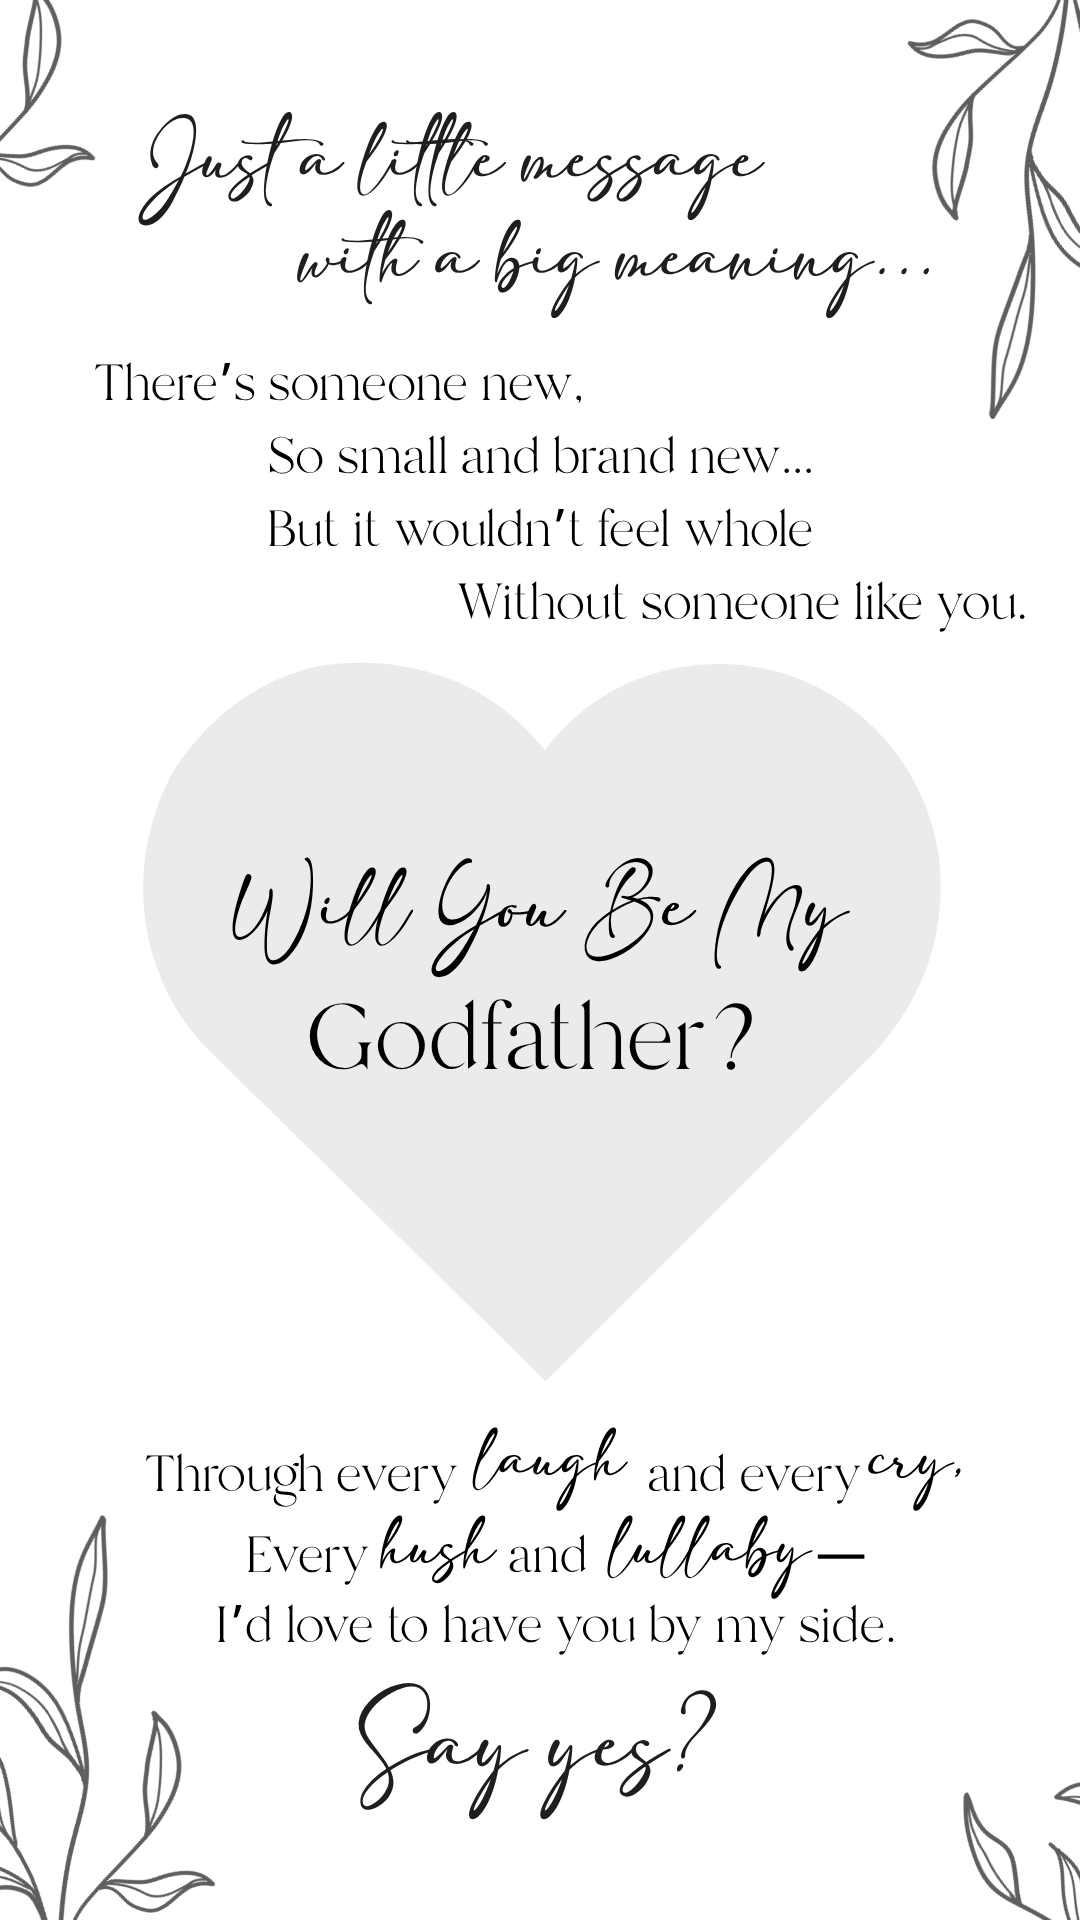 Just a little message
with a big meaning...
There's someone new,
So small and brand new...
But it wouldn't feel whole
Without someone like you.
Will You Be My
Godfather?
Through every laugh and every cry,
Every hush and lullaby—
I'd love to have you by my side.
Say yes?